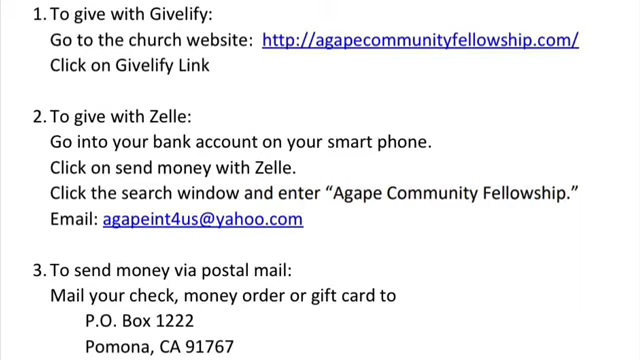 1. To give with Givelify:
Go to the church website: http://agapecommunityfellowship.com/
Click on Givelify Link
2. To give with Zelle:
Go into your bank account on your smart phone.
Click on send money with Zelle.
Click the search window and enter “Agape Community Fellowship.”
Email: agapeint4us@yahoo.com
3. To send money via postal mail:
Mail your check, money order or gift card to
P.O. Box 1222
Pomona, CA 91767